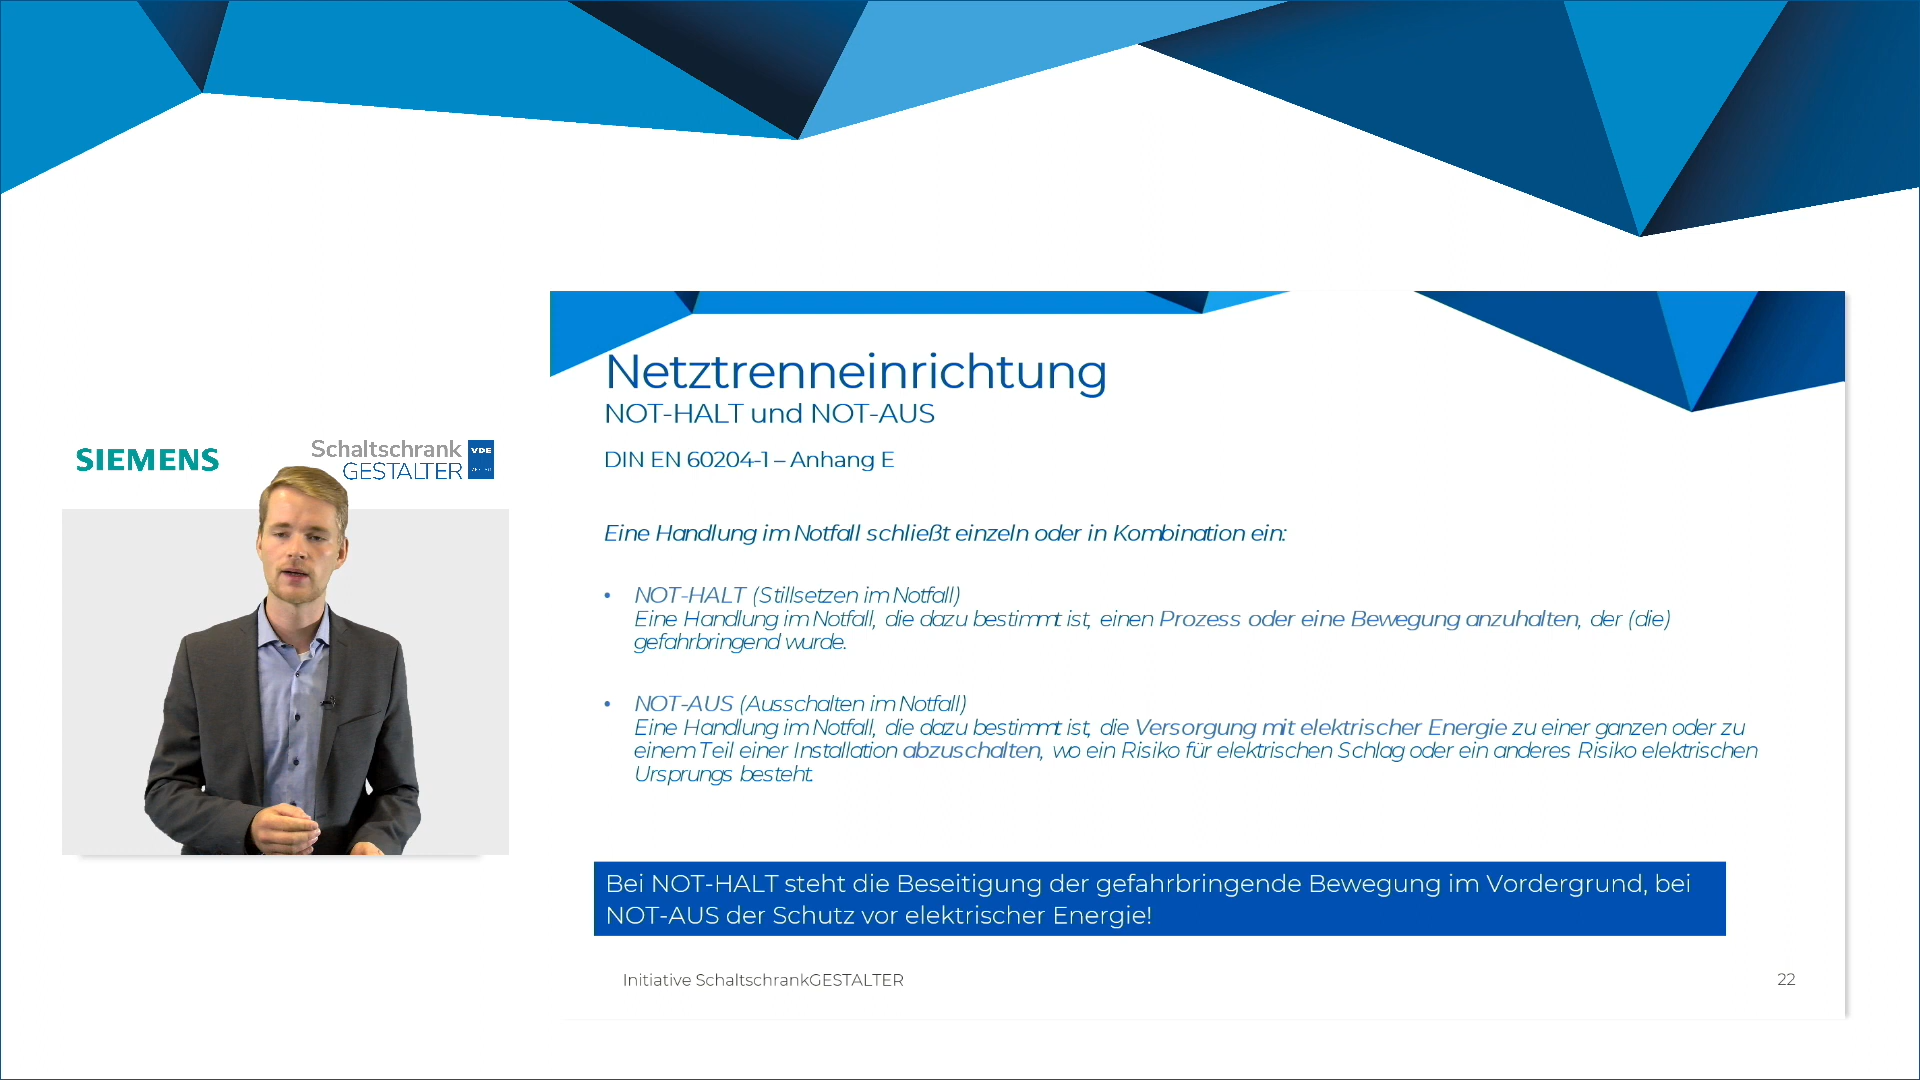 SIEMENS
Schaltschrank
GESTALTER
VDE
Netztrenneinrichtung
NOT-HALT und NOT-AUS
DIN EN 60204-1 – Anhang E
Eine Handlung im Notfall schließt einzeln oder in Kombination ein:
• NOT-HALT (Stillsetzen im Notfall)
Eine Handlung im Notfall, die dazu bestimmt ist, einen Prozess oder eine Bewegung anzuhalten, der (die)
gefahrbringend wurde.
• NOT-AUS (Ausschalten im Notfall)
Eine Handlung im Notfall, die dazu bestimmt ist, die Versorgung mit elektrischer Energie zu einer ganzen oder zu
einem Teil einer Installation abzuschalten, wo ein Risiko für elektrischen Schlag oder ein anderes Risiko elektrischen
Ursprungs besteht.
Bei NOT-HALT steht die Beseitigung der gefahrbringende Bewegung im Vordergrund, bei
NOT-AUS der Schutz vor elektrischer Energie!
Initiative SchaltschrankGESTALTER
22